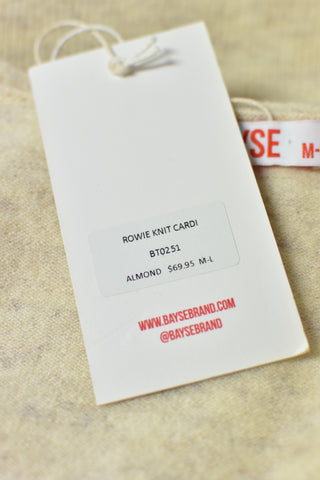 YSE M-
ROWIE KNIT CARDI
BT0251
ALMOND $69.95 M-L
WWW.BAYSEBRAND.COM
@BAYSEBRAND